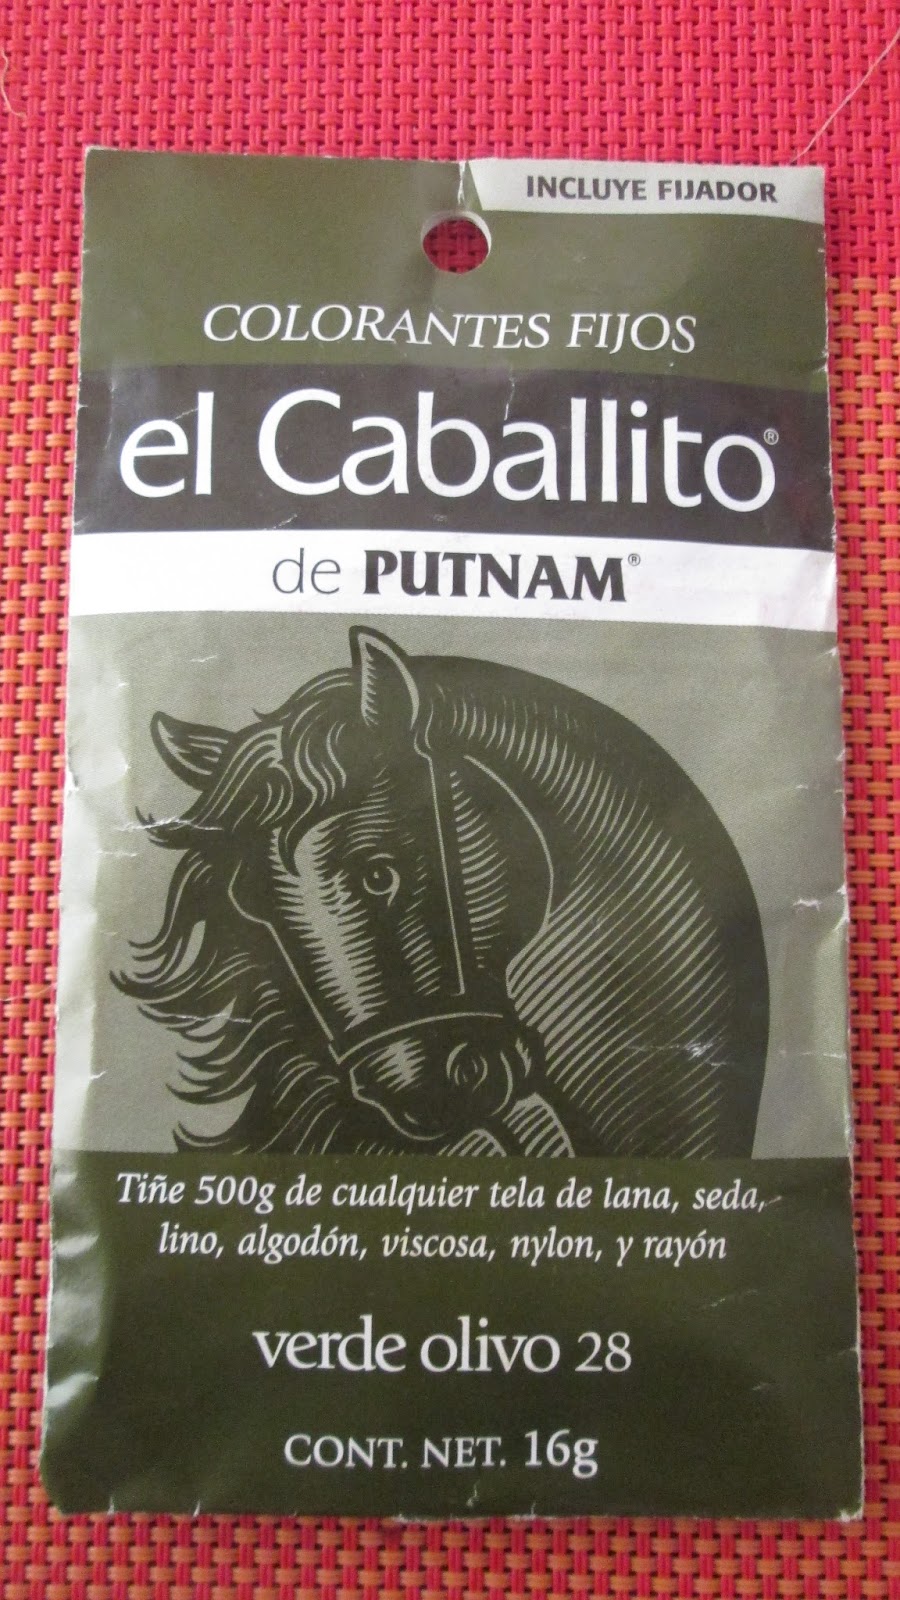 INCLUYE FIJADOR
COLORANTES FIJOS
el Caballito®
de PUTNAM®
Tiñe 500g de cualquier tela de lana, seda,
lino, algodón, viscosa, nylon, y rayón
verde olivo 28
CONT. NET. 16g